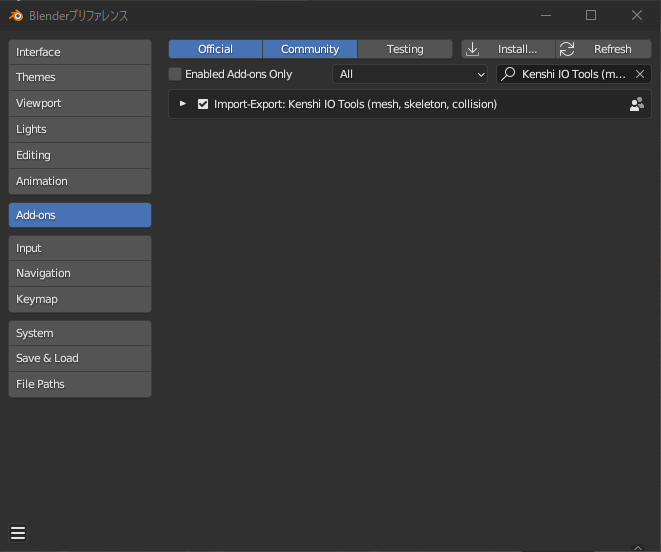 Blenderプリファレンス
Interface
Themes
Viewport
Lights
Editing
Animation
Add-ons
Input
Navigation
Keymap
System
Save & Load
File Paths
Official Community Testing Install... Refresh
Enabled Add-ons Only All Kenshi IO Tools (m...
Import-Export: Kenshi IO Tools (mesh, skeleton, collision)